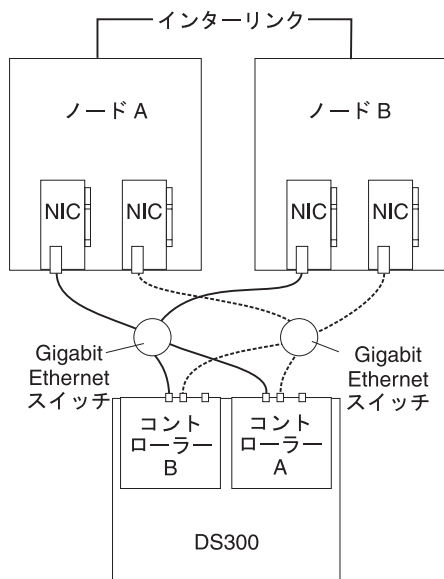 インターリンク
ノード A
ノード B
NIC
NIC
NIC
NIC
Gigabit
Ethernet
スイッチ
Gigabit
Ethernet
スイッチ
コント
ローラー
B
コント
ローラー
A
DS300